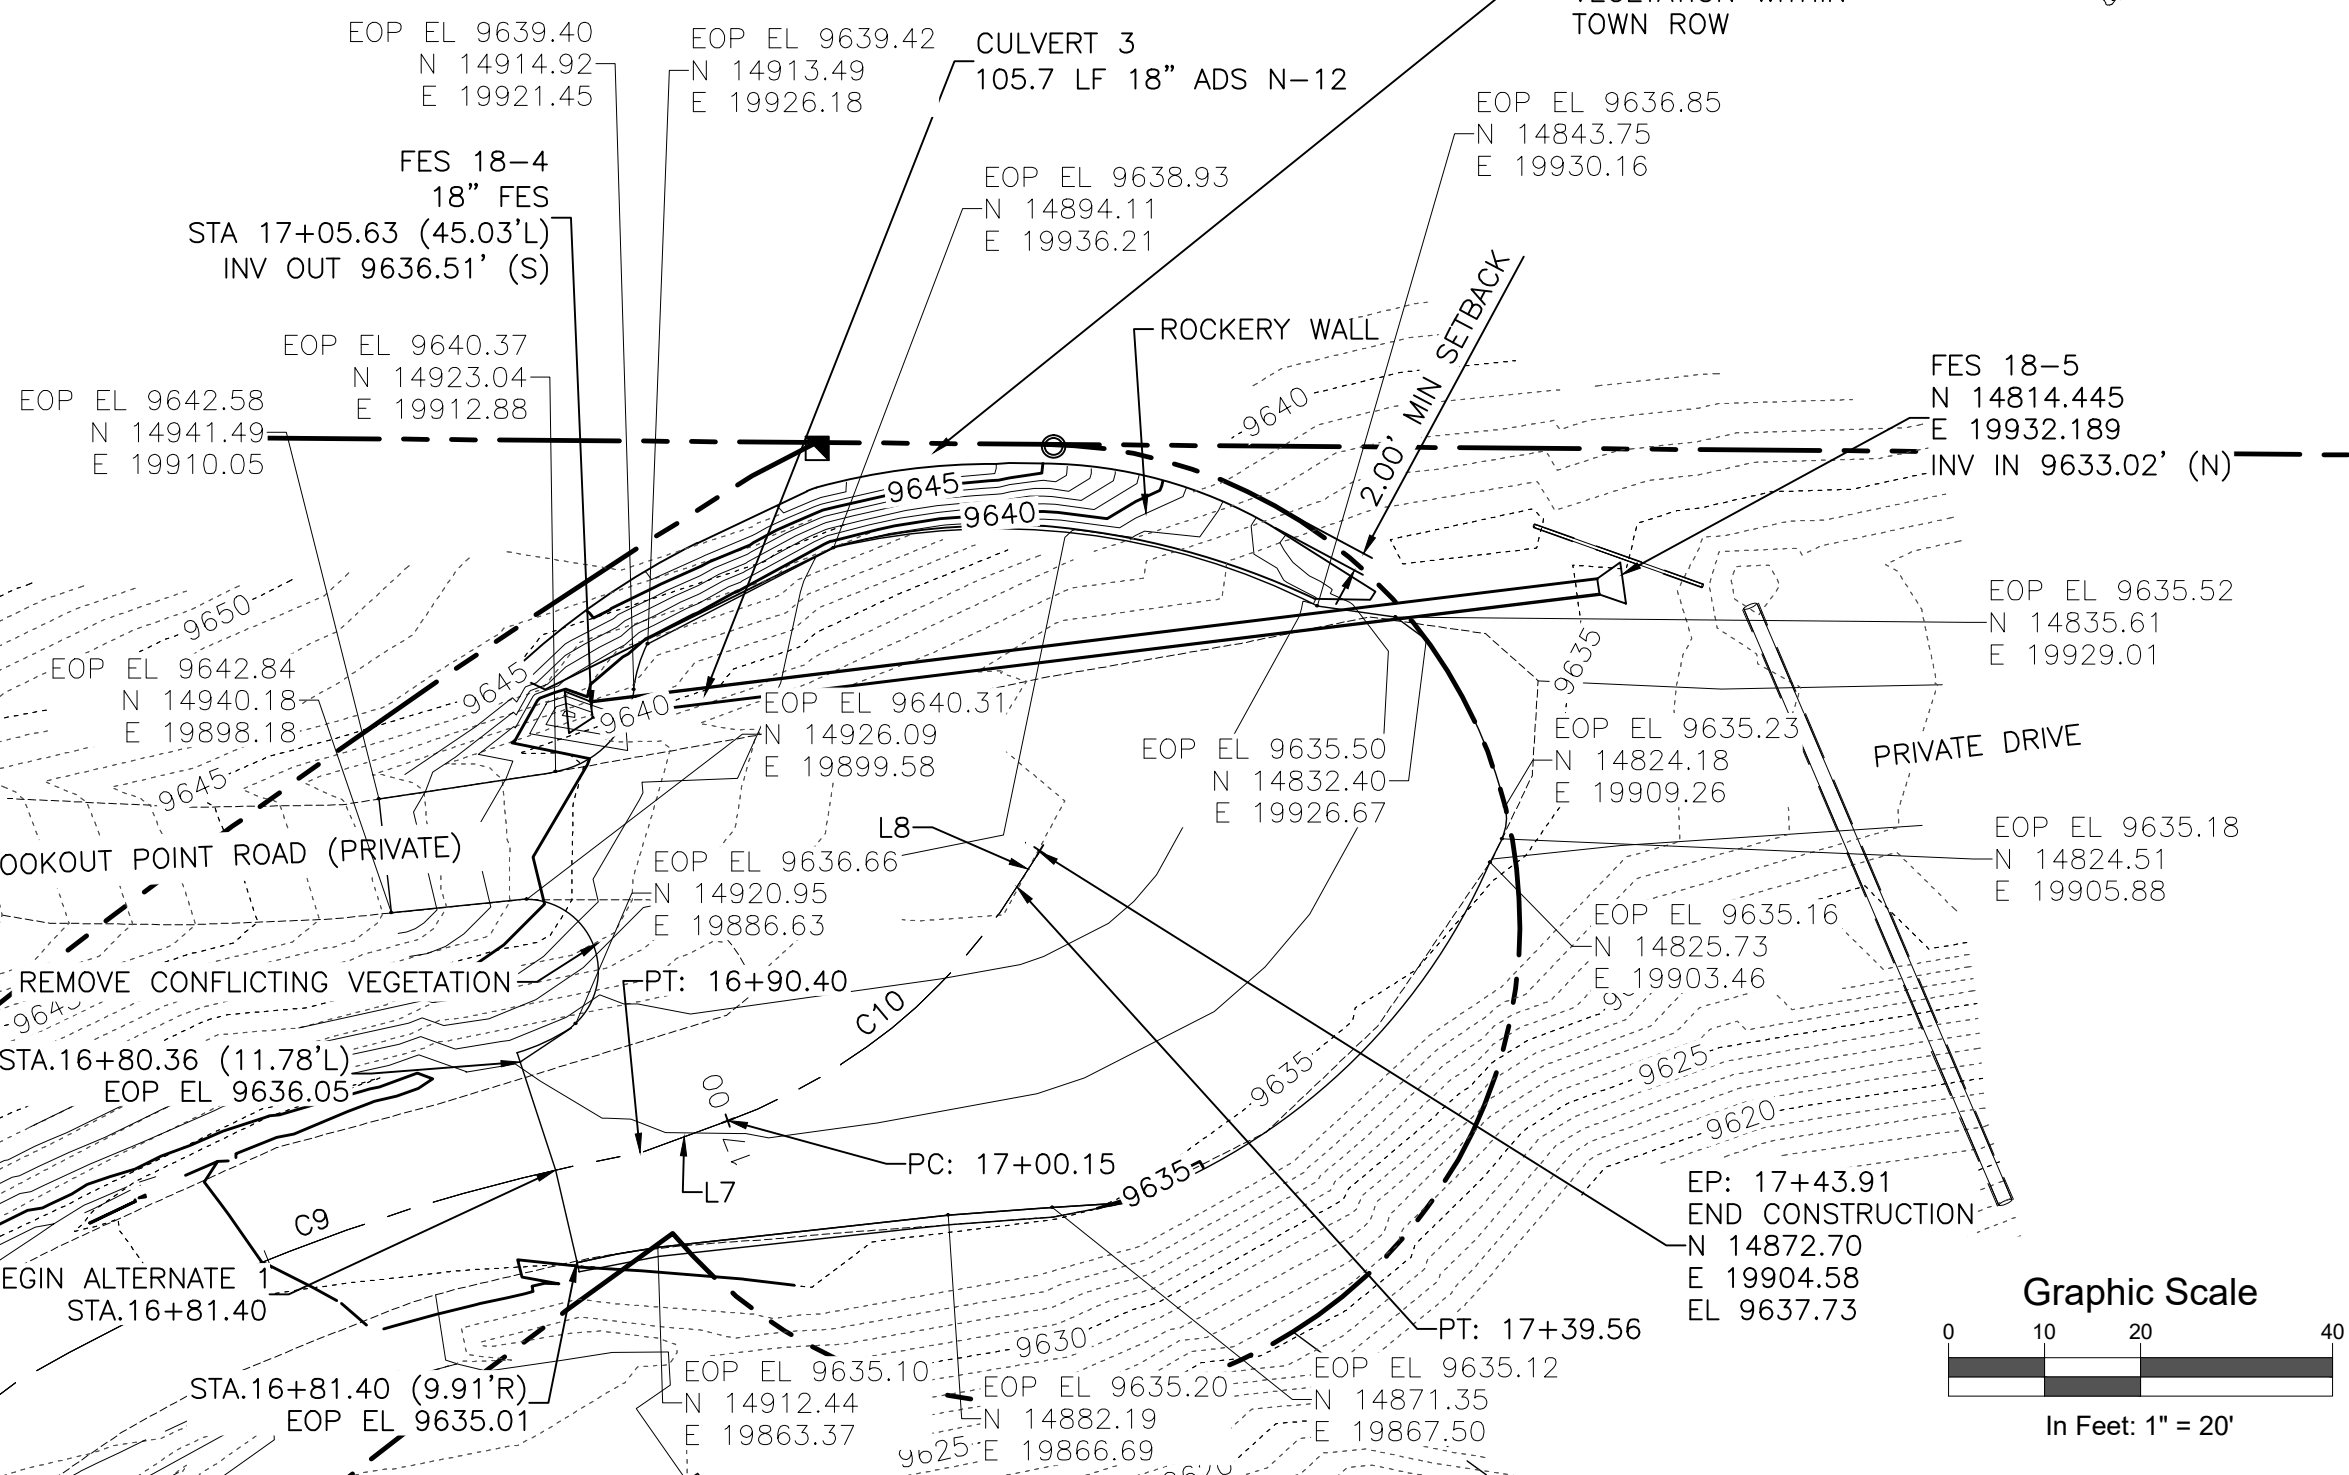 TOWN ROW
EOP EL 9639.40
N 14914.92
E 19921.45
EOP EL 9639.42
N 14913.49
E 19926.18
CULVERT 3
105.7 LF 18” ADS N-12
EOP EL 9636.85
N 14843.75
E 19930.16
FES 18-4
18” FES
STA 17+05.63 (45.03'L)
INV OUT 9636.51' (S)
EOP EL 9638.93
N 14894.11
E 19936.21
ROCKERY WALL
2.00' MIN SETBACK
EOP EL 9640.37
N 14923.04
E 19912.88
FES 18-5
N 14814.445
E 19932.189
INV IN 9633.02' (N)
EOP EL 9642.58
N 14941.49
E 19910.05
9640
9645
9640
9650
EOP EL 9635.52
N 14835.61
E 19929.01
EOP EL 9642.84
N 14940.18
E 19898.18
9645
9640
9635
EOP EL 9640.31
N 14926.09
E 19899.58
EOP EL 9635.50
N 14832.40
E 19926.67
EOP EL 9635.23
N 14824.18
E 19909.26
PRIVATE DRIVE
9645
L8
EOP EL 9635.18
N 14824.51
E 19905.88
OOKOUT POINT ROAD (PRIVATE)
EOP EL 9636.66
N 14920.95
E 19886.63
EOP EL 9635.16
N 14825.73
E 19903.46
REMOVE CONFLICTING VEGETATION
PT: 16+90.40
C10
STA.16+80.36 (11.78'L)
EOP EL 9636.05
9635
9625
9620
17+00
PC: 17+00.15
L7
9635
C9
EP: 17+43.91
END CONSTRUCTION
N 14872.70
E 19904.58
EL 9637.73
EGIN ALTERNATE 1
STA.16+81.40
PT: 17+39.56
9630
STA.16+81.40 (9.91'R)
EOP EL 9635.01
EOP EL 9635.10
N 14912.44
E 19863.37
EOP EL 9635.20
N 14882.19
E 19866.69
EOP EL 9635.12
N 14871.35
E 19867.50
9625
Graphic Scale
0 10 20 40
In Feet: 1" = 20'